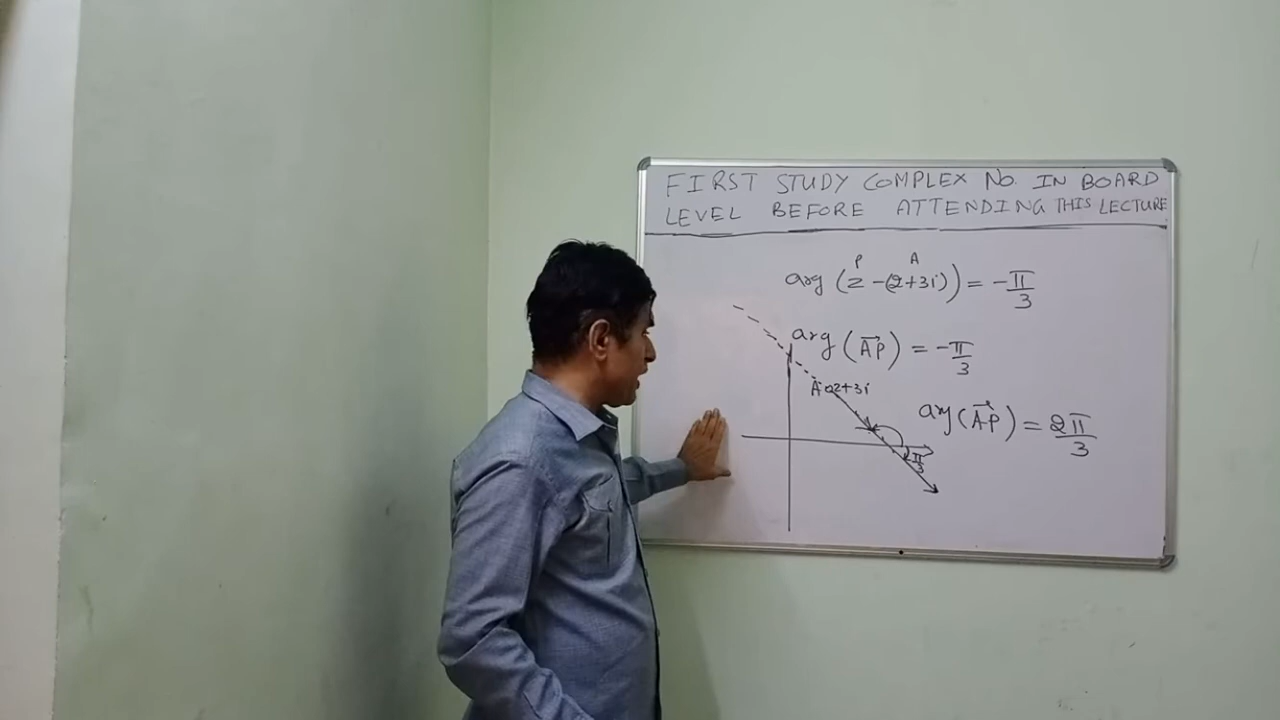 FIRST STUDY COMPLEX NO. IN BOARD
LEVEL BEFORE ATTENDING THIS LECTURE
P A
arg (z-(2+3i)) = -π/3
arg (AP) = -π/3
A 2+3i
arg (AP) = 2π/3
2π/3